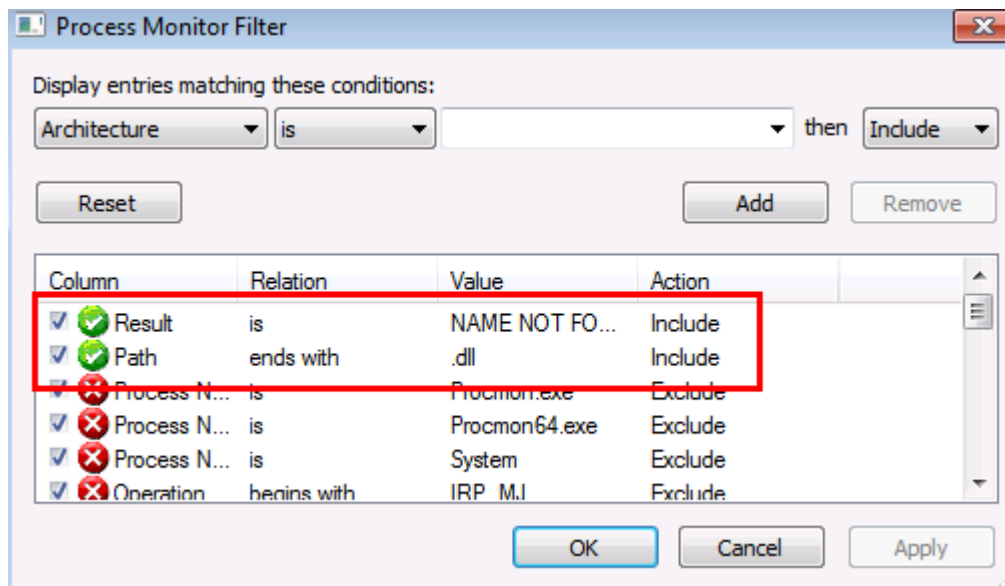 Process Monitor Filter
Display entries matching these conditions:
Architecture is then Include
Reset Add Remove
Column Relation Value Action
Result is NAME NOT FO... Include
Path ends with .dll Include
Process N... is Procmon.exe Exclude
Process N... is Procmon64.exe Exclude
Process N... is System Exclude
Operation begins with IRP_MJ Exclude
OK Cancel Apply